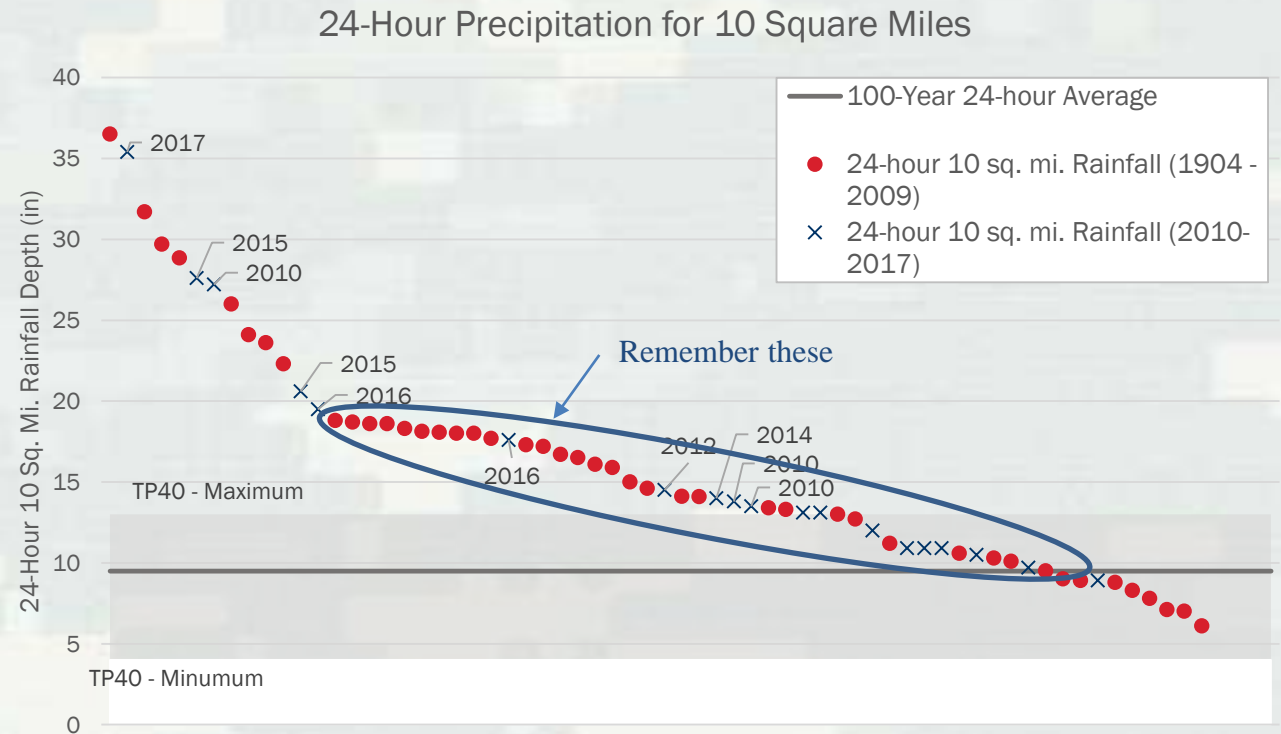 24-Hour Precipitation for 10 Square Miles
40
100-Year 24-hour Average
24-hour 10 sq. mi. Rainfall (1904 -
2009)
24-hour 10 sq. mi. Rainfall (2010-
2017)
24-Hour 10 Sq. Mi. Rainfall Depth (in)
2017
35
30
2015
2010
25
Remember these
2015
20
2016
2012
2014
2016
2010
2010
15
TP40 - Maximum
10
5
TP40 - Minumum
0